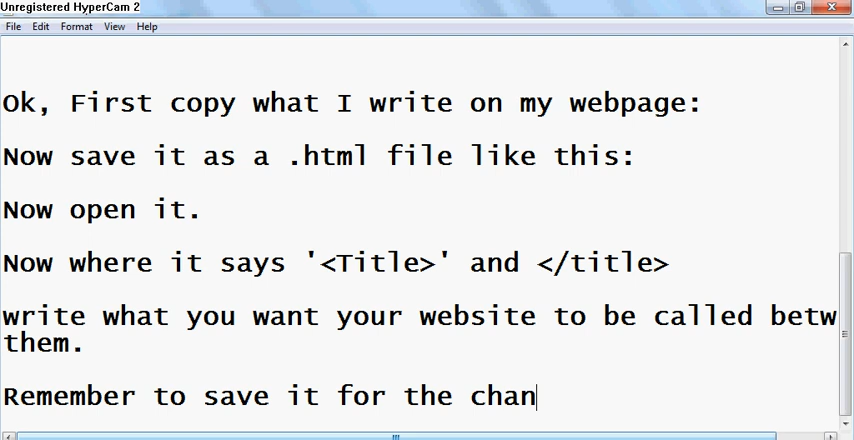 Unregistered HyperCam 2
File Edit Format View Help
Ok, First copy what I write on my webpage:
Now save it as a .html file like this:
Now open it.
Now where it says '<Title>' and </title>
write what you want your website to be called betw
them.
Remember to save it for the chan